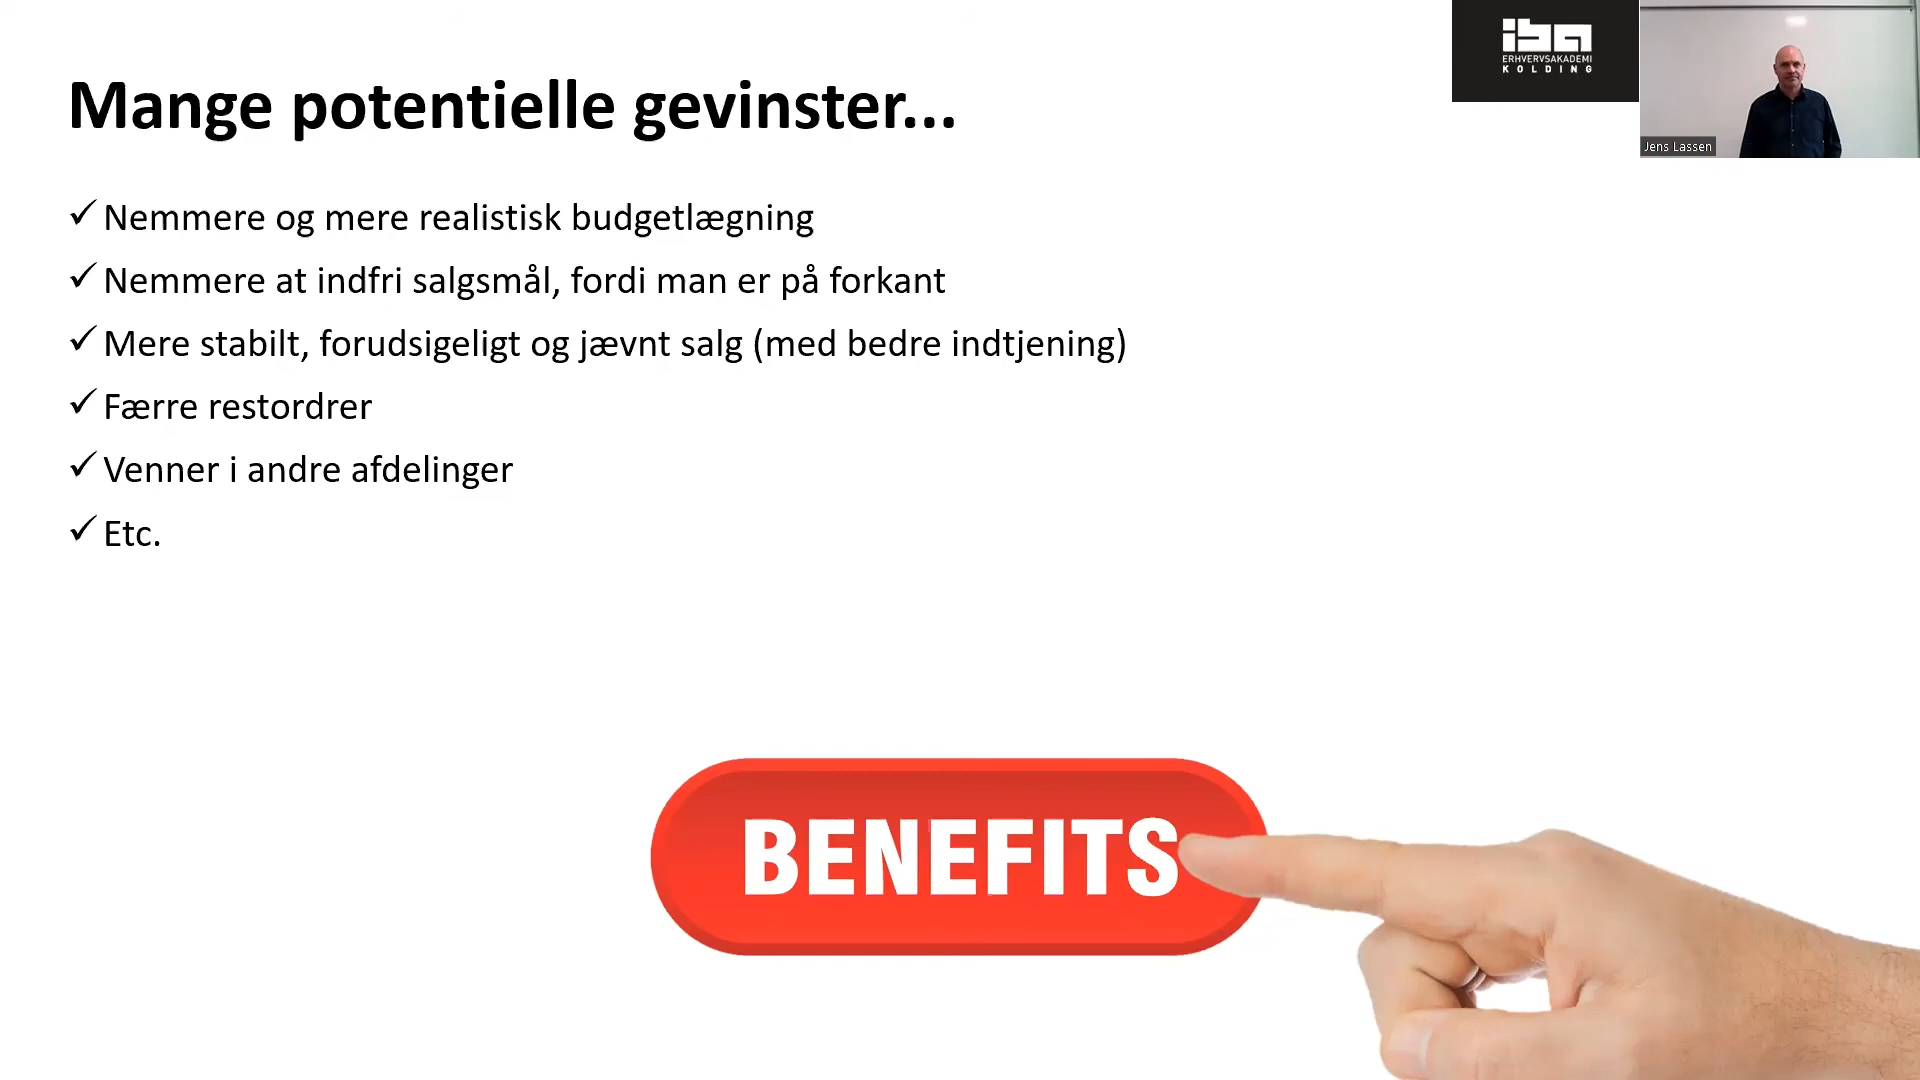 Mange potentielle gevinster...
✓ Nemmere og mere realistisk budgetlægning
✓ Nemmere at indfri salgsmål, fordi man er på forkant
✓ Mere stabilt, forudsigeligt og jævnt salg (med bedre indtjening)
✓ Færre restordrer
✓ Venner i andre afdelinger
✓ Etc.
BENEFITS
iba
ERHVERVSAKADEMI
KOLDING
Jens Lassen